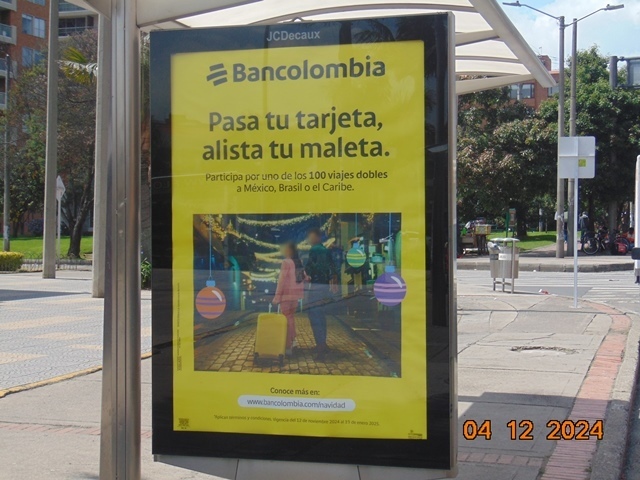 JCDecaux
Bancolombia
Pasa tu tarjeta,
alista tu maleta.
Participa por uno de los 100 viajes dobles
a México, Brasil o el Caribe.
Conoce más en:
www.bancolombia.com/navidad
04 12 2024